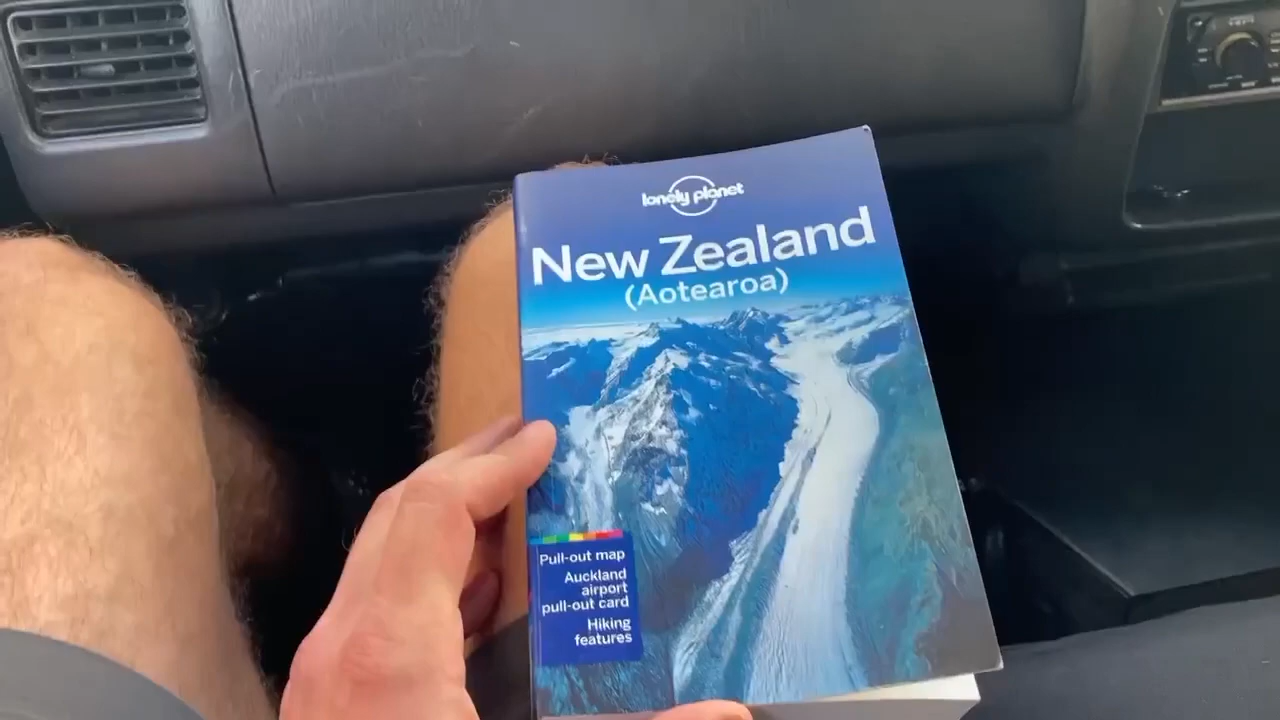 lonely planet
New Zealand
(Aotearoa)
Pull-out map
Auckland
airport
pull-out card
Hiking
features